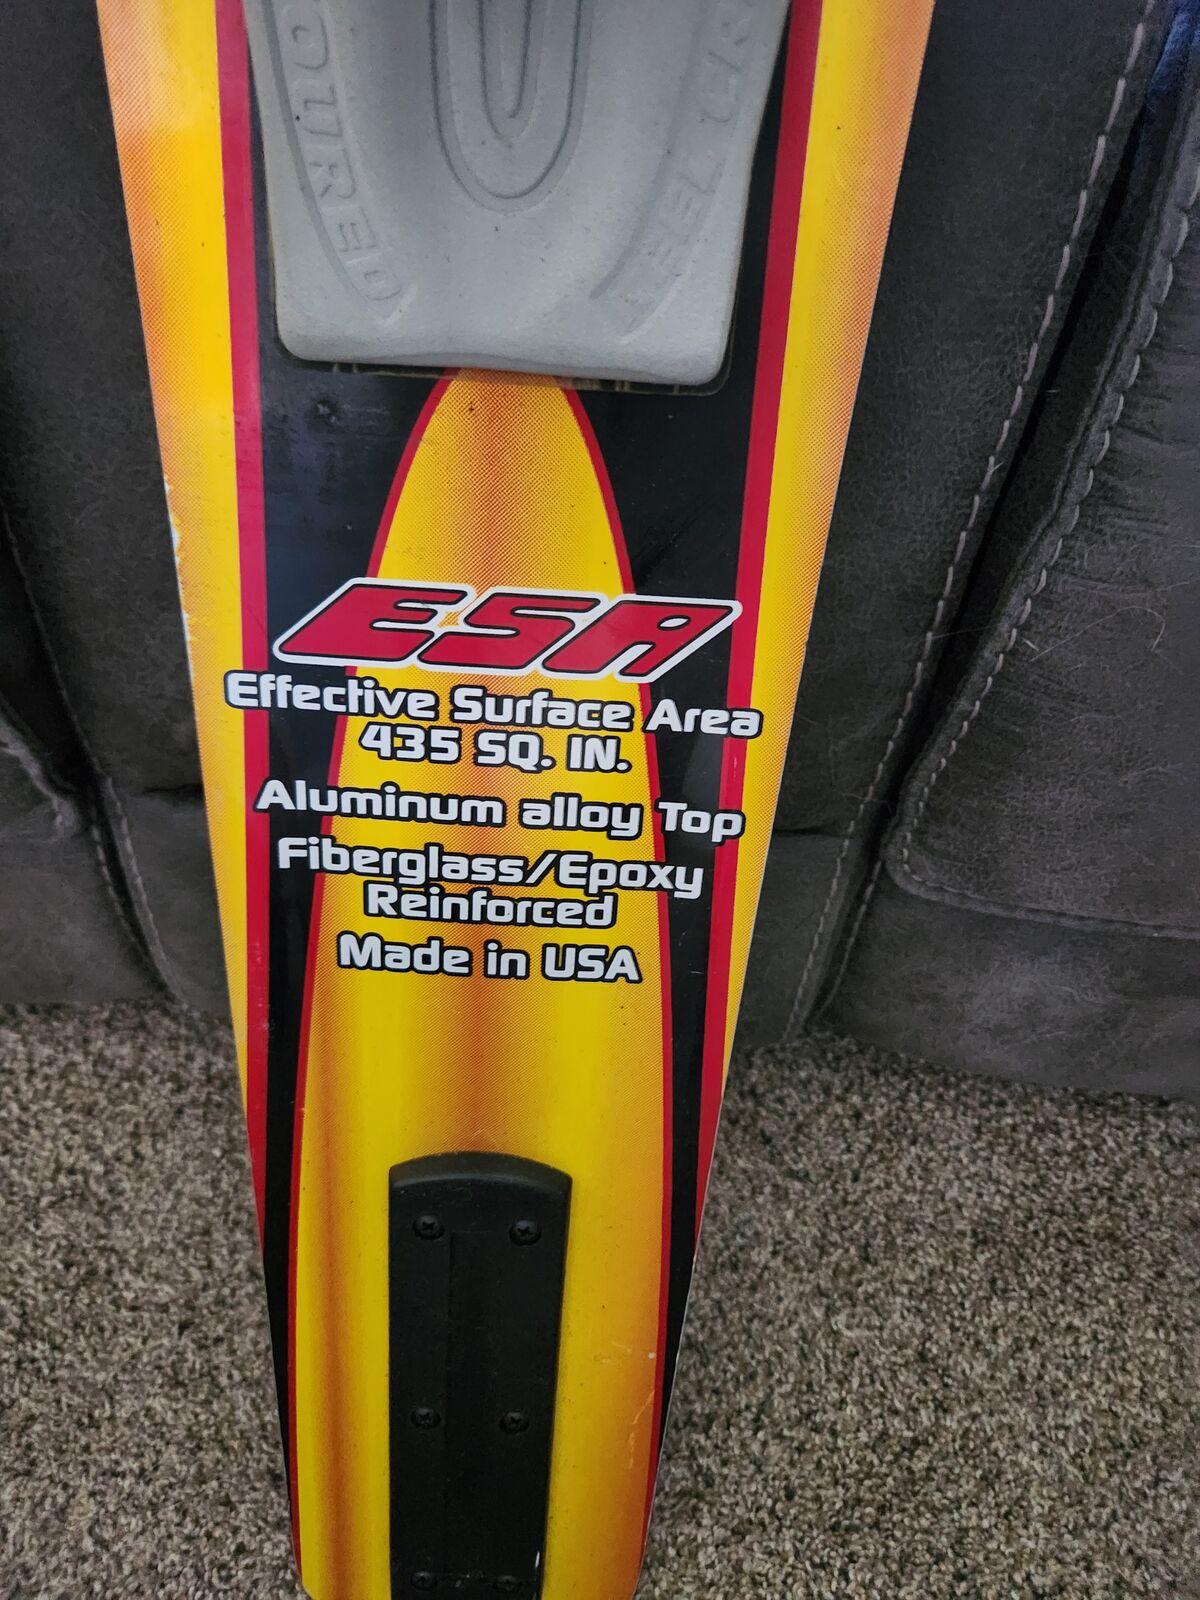 ESA
Effective Surface Area
435 SQ. IN.
Aluminum alloy Top
Fiberglass/Epoxy
Reinforced
Made in USA